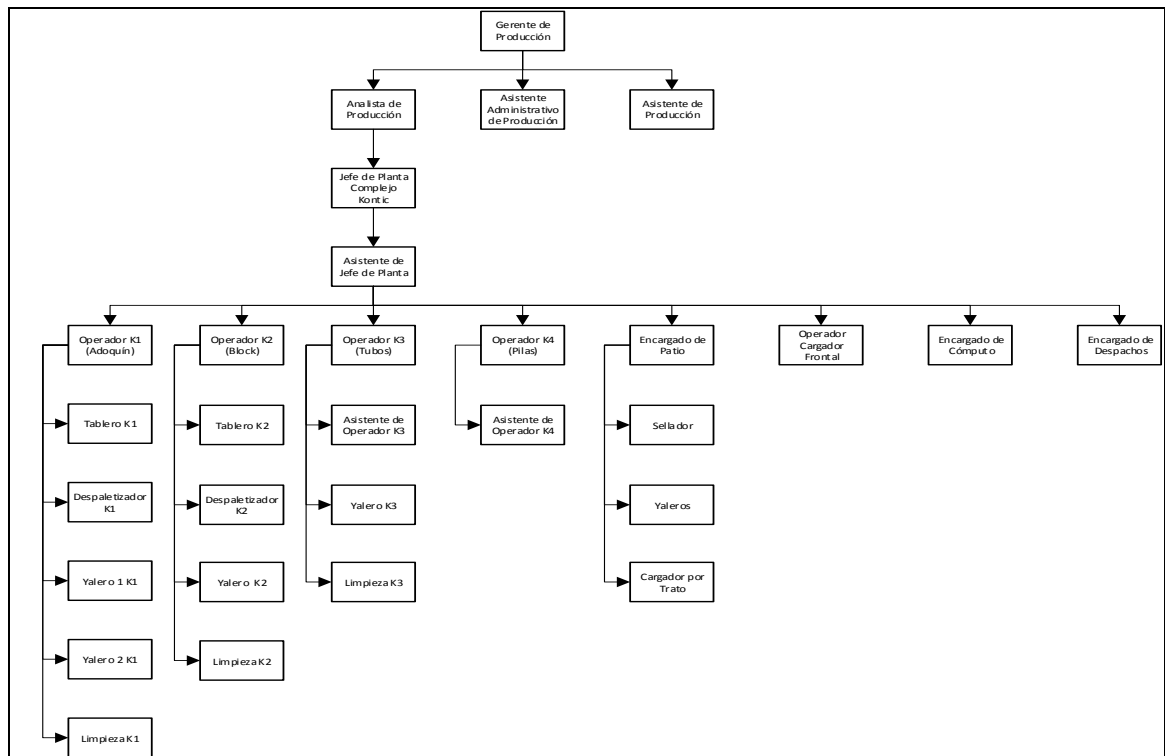 Gerente de
Producción
Analista de
Producción
Asistente
Administrativo
de Producción
Asistente de
Producción
Jefe de Planta
Complejo
Kontic
Asistente de
Jefe de Planta
Operador K1
(Adoquín)
Operador K2
(Block)
Operador K3
(Tubos)
Operador K4
(Pilas)
Encargado de
Patio
Operador
Cargador
Frontal
Encargado de
Cómputo
Encargado de
Despachos
Tablero K1
Tablero K2
Asistente de
Operador K3
Asistente de
Operador K4
Sellador
Despaletizador
K1
Despaletizador
K2
Yalero K3
Yaleros
Yalero 1 K1
Yalero K2
Limpieza K3
Cargador por
Trato
Yalero 2 K1
Limpieza K2
Limpieza K1